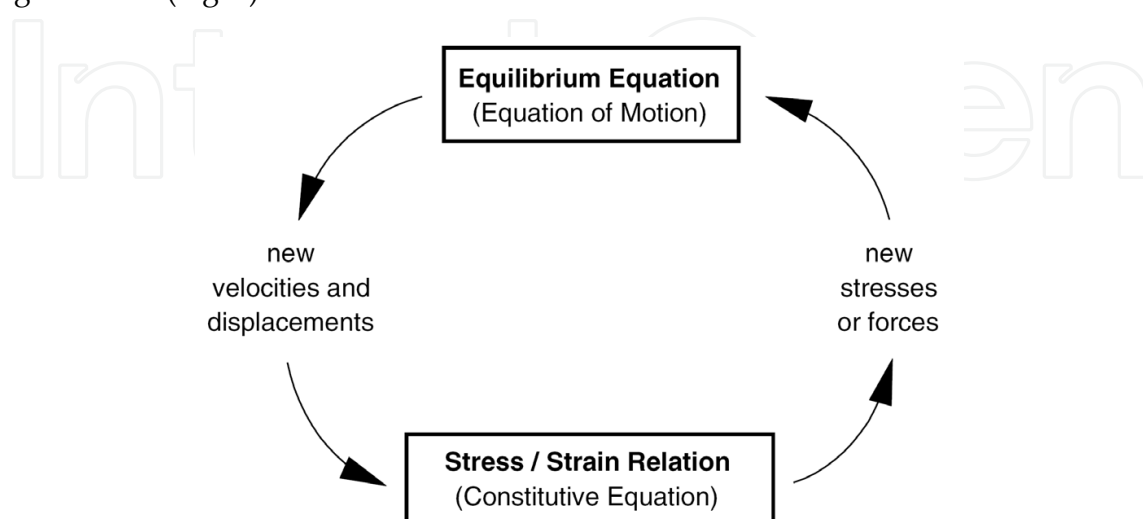 Equilibrium Equation
(Equation of Motion)
new
velocities and
displacements
new
stresses
or forces
Stress / Strain Relation
(Constitutive Equation)